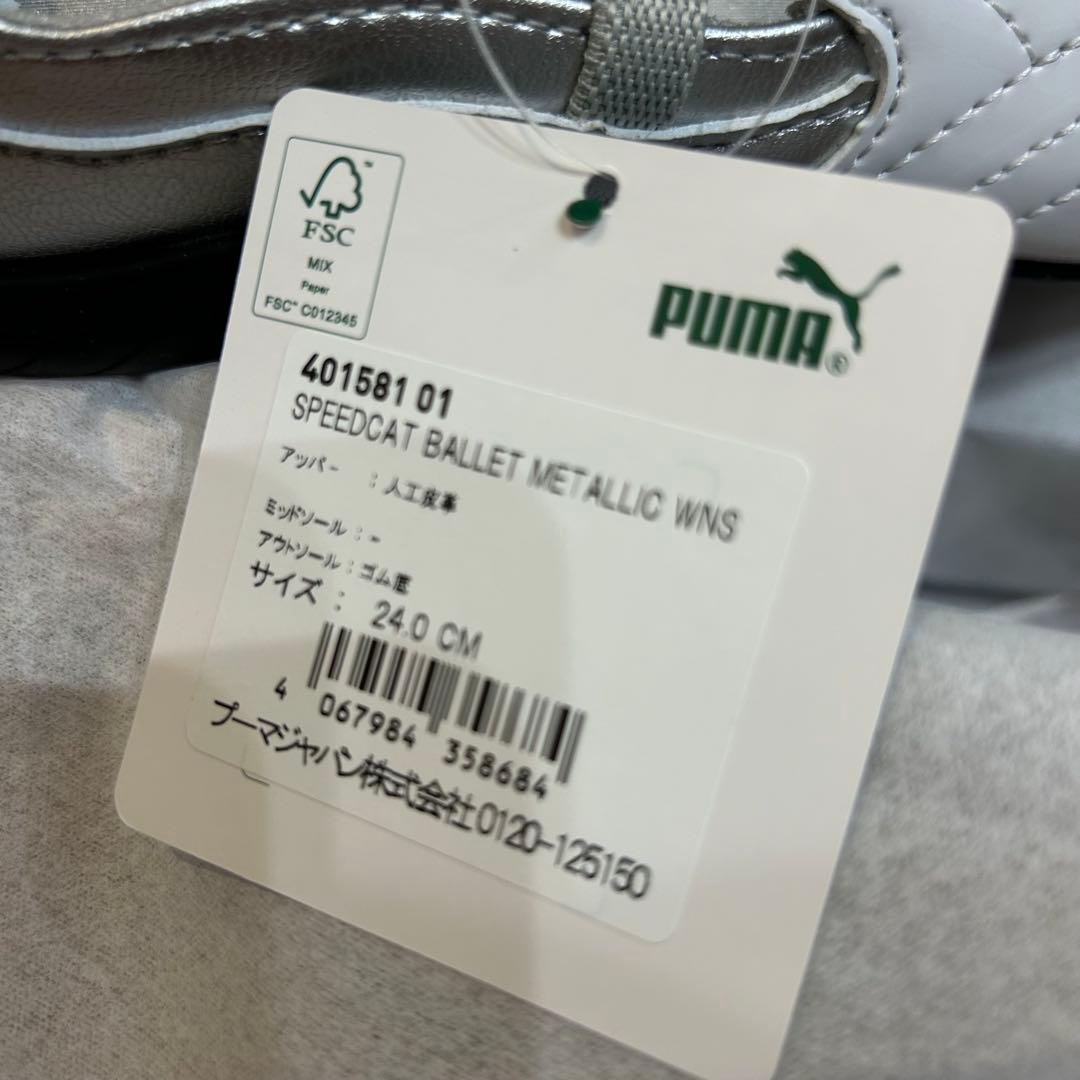 FSC
MIX
Paper
FSC® C012345
PUMA®
401581 01
SPEEDCAT BALLET METALLIC WNS
アッパー : 人工皮革
ミッドソール : -
アウトソール : ゴム底
サイズ : 24.0 CM
4 067984 358684
プーマジャパン株式会社0120-125150